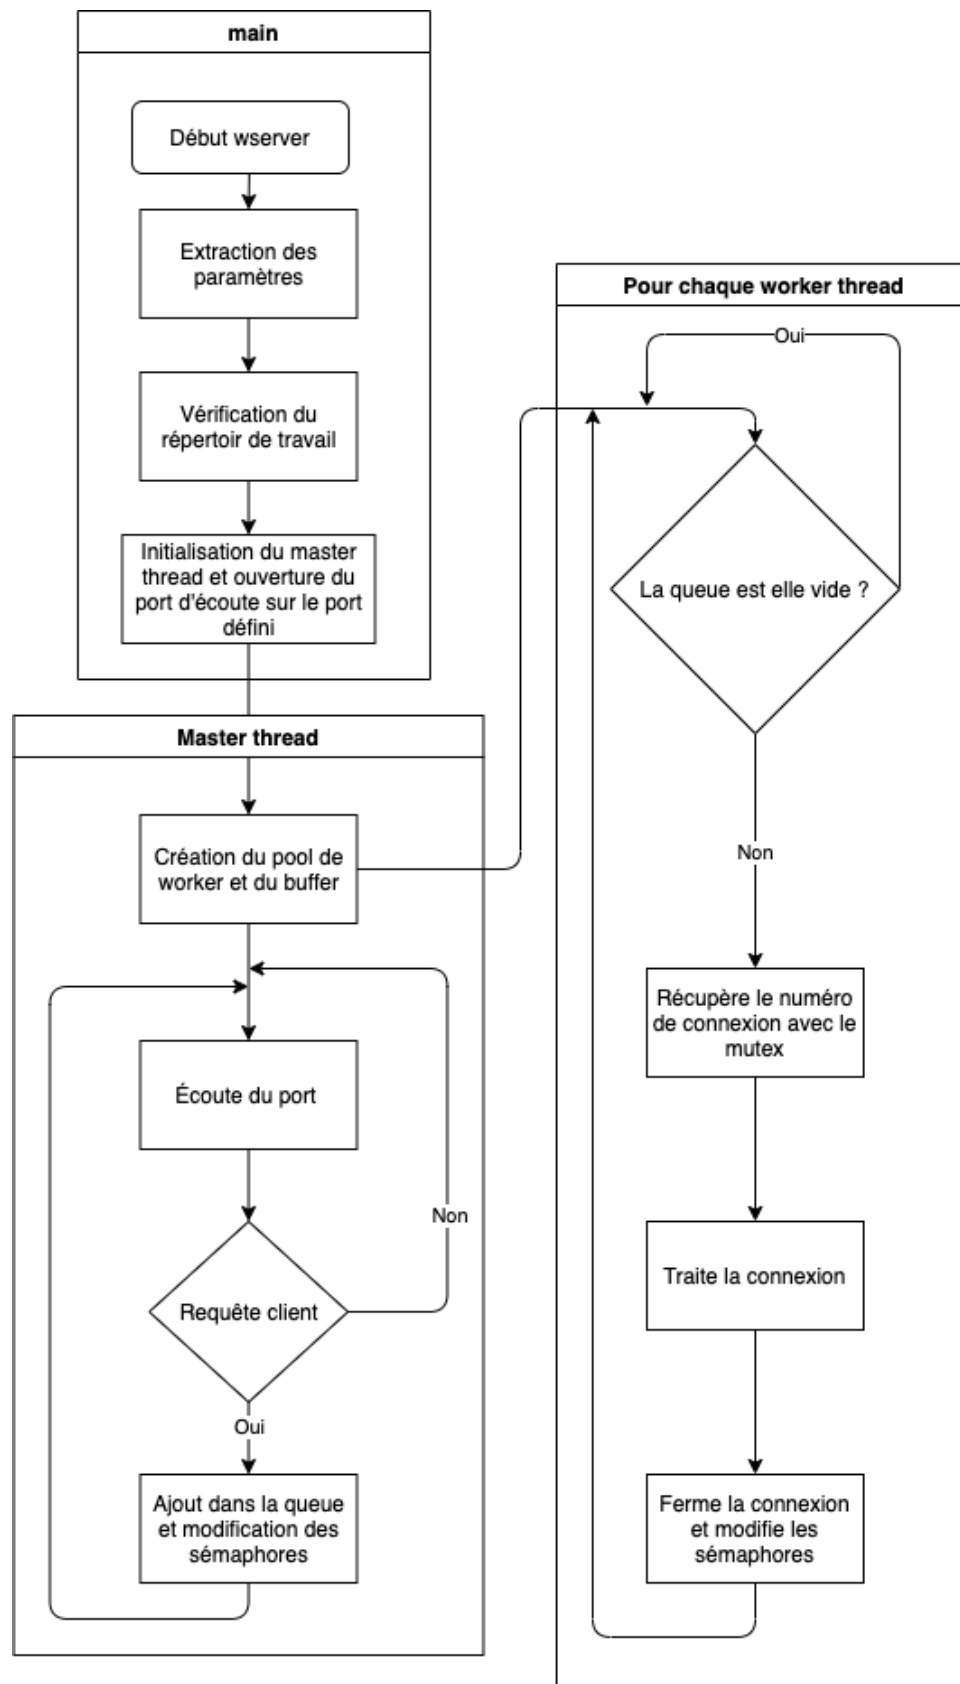 main
Début wserver
Extraction des
paramètres
Vérification du
répertoir de travail
Initialisation du master
thread et ouverture du
port d'écoute sur le port
défini
Master thread
Création du pool de
worker et du buffer
Écoute du port
Non
Requête client
Oui
Ajout dans la queue
et modification des
sémaphores
Pour chaque worker thread
Oui
La queue est elle vide ?
Non
Récupère le numéro
de connexion avec le
mutex
Traite la connexion
Ferme la connexion
et modifie les
sémaphores